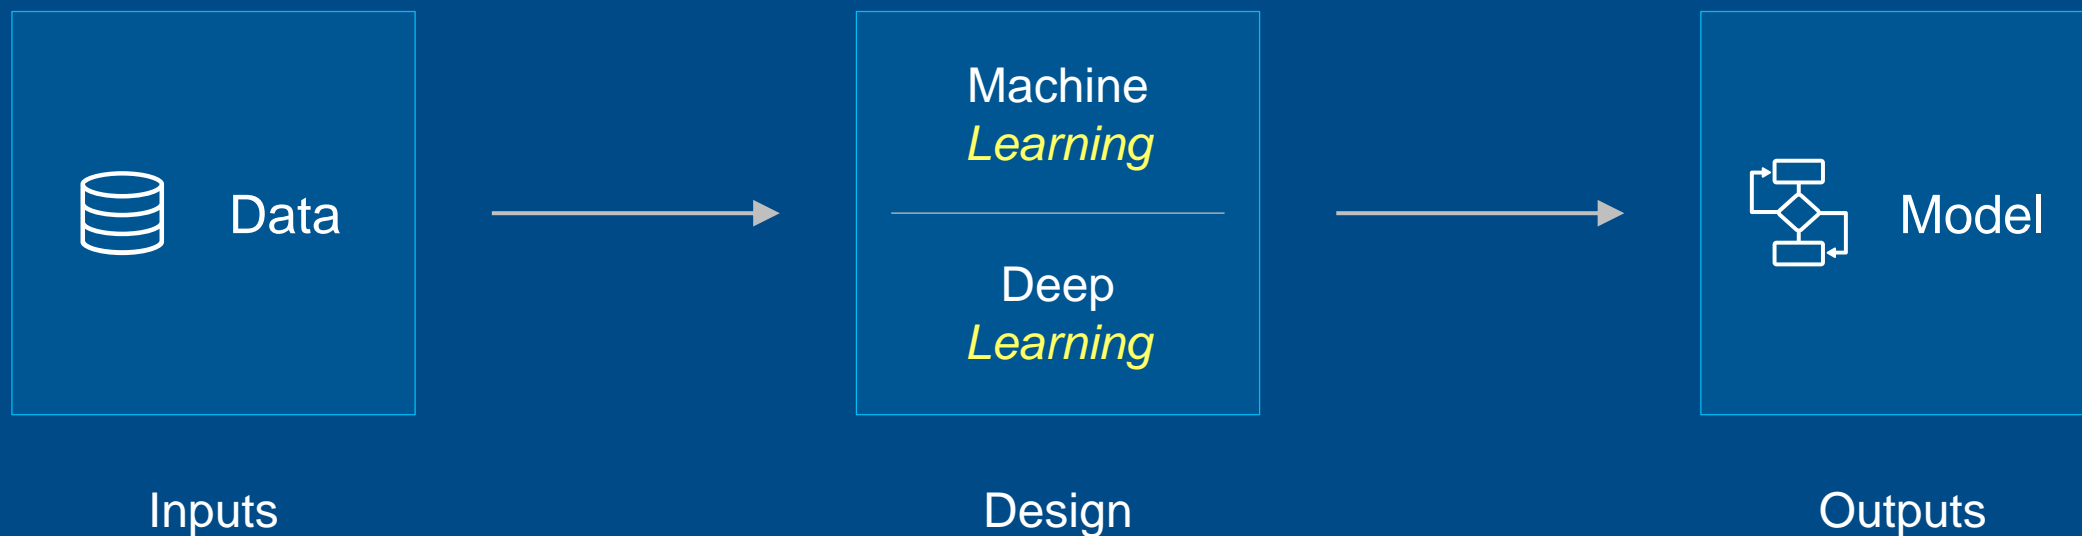 Data
Machine
Learning
Deep
Learning
Model
Inputs
Design
Outputs